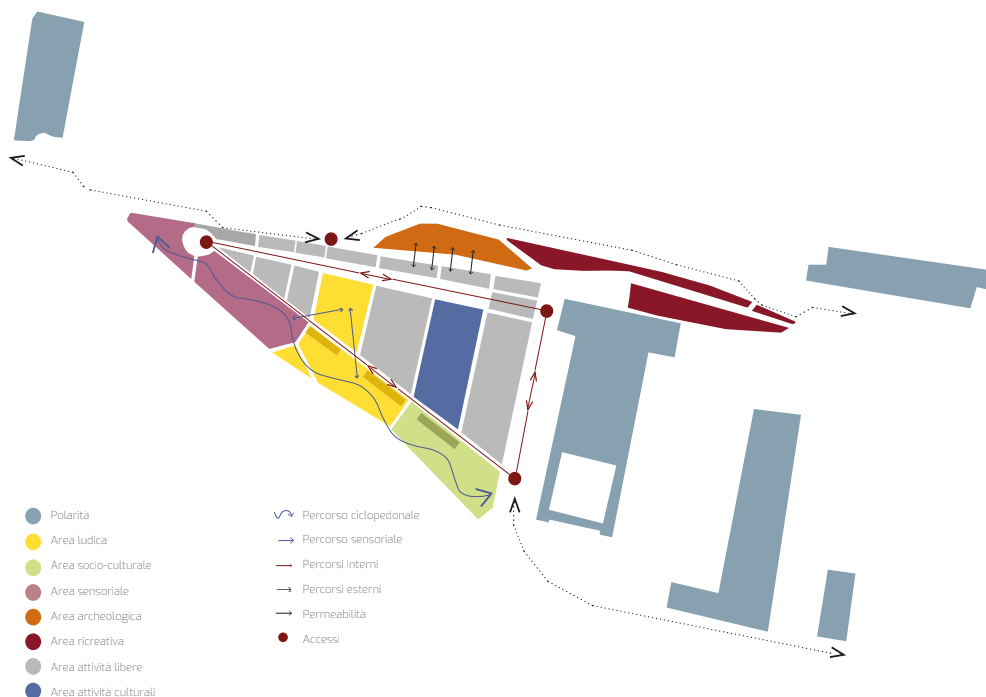 Polarità
Area ludica
Area socio-culturale
Area sensoriale
Area archeologica
Area ricreativa
Area attività libere
Area attività culturali
Percorso ciclopedonale
Percorso sensoriale
Percorsi interni
Percorsi esterni
Permeabilità
Accessi